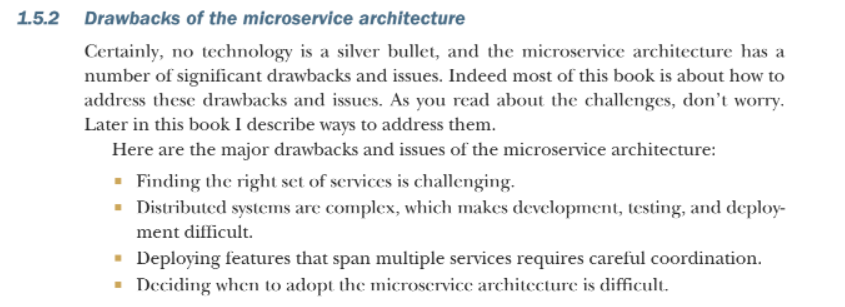 1.5.2 Drawbacks of the microservice architecture
Certainly, no technology is a silver bullet, and the microservice architecture has a
number of significant drawbacks and issues. Indeed most of this book is about how to
address these drawbacks and issues. As you read about the challenges, don't worry.
Later in this book I describe ways to address them.
Here are the major drawbacks and issues of the microservice architecture:
▪ Finding the right set of services is challenging.
▪ Distributed systems are complex, which makes development, testing, and deploy-
ment difficult.
▪ Deploying features that span multiple services requires careful coordination.
▪ Deciding when to adopt the microservice architecture is difficult.